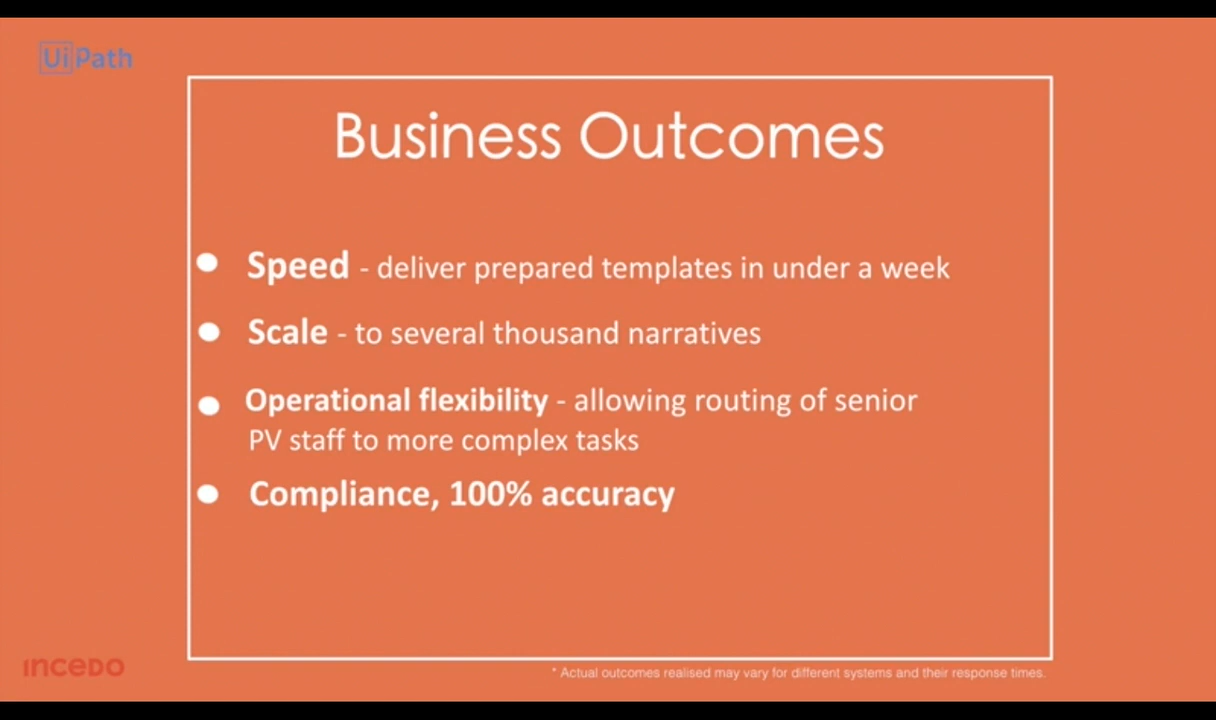 UiPath
Business Outcomes
Speed - deliver prepared templates in under a week
Scale - to several thousand narratives
Operational flexibility - allowing routing of senior
PV staff to more complex tasks
Compliance, 100% accuracy
INCEDO
* Actual outcomes realised may vary for different systems and their response times.